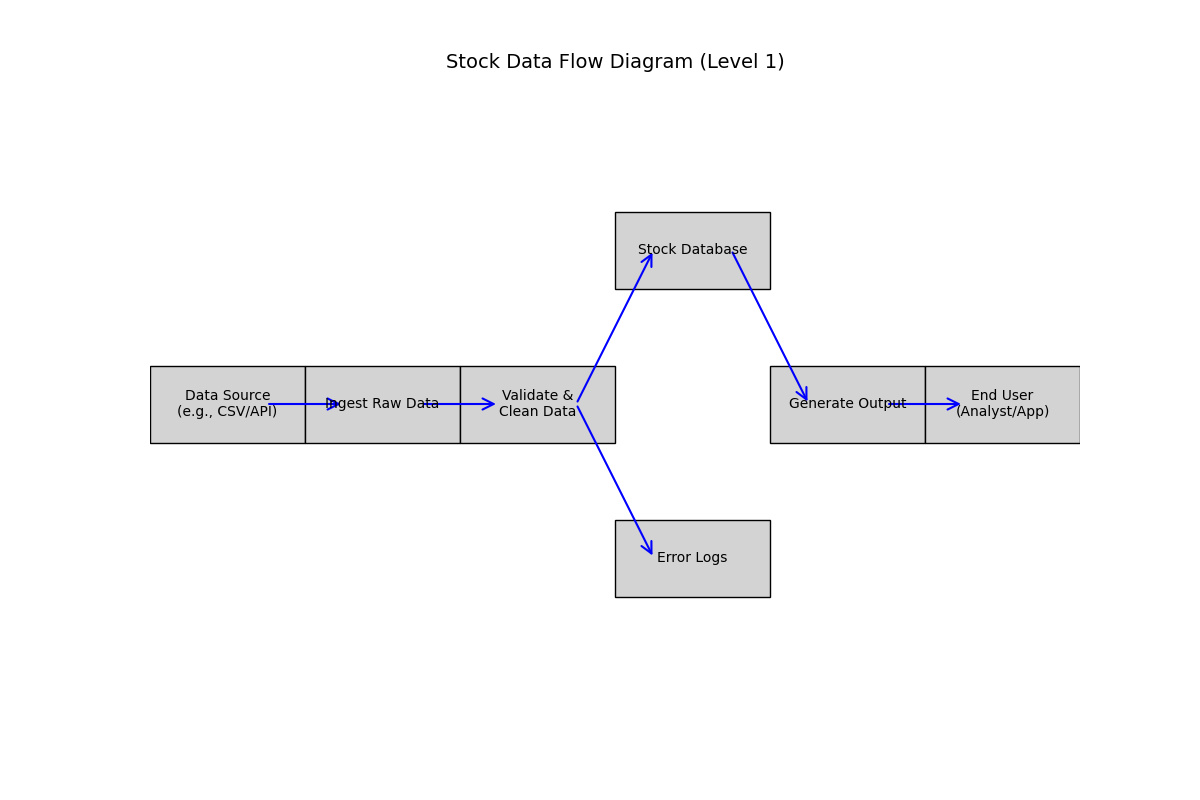 Stock Data Flow Diagram (Level 1)
Stock Database
Data Source
(e.g., CSV/API)
Ingest Raw Data
Validate &
Clean Data
Generate Output
End User
(Analyst/App)
Error Logs